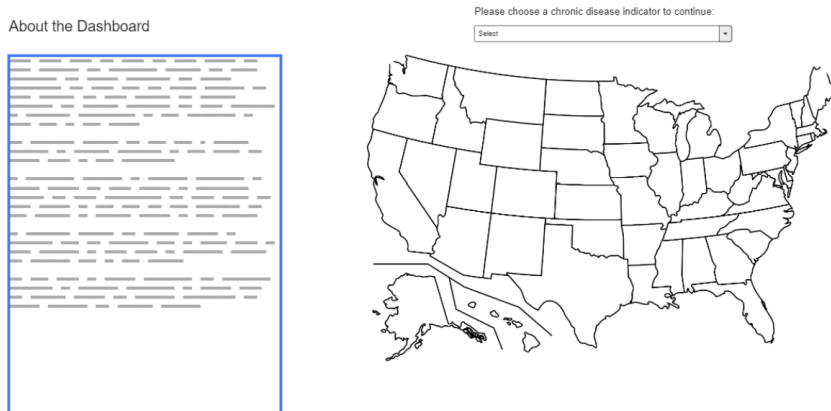 Please choose a chronic disease indicator to continue:
About the Dashboard
Select